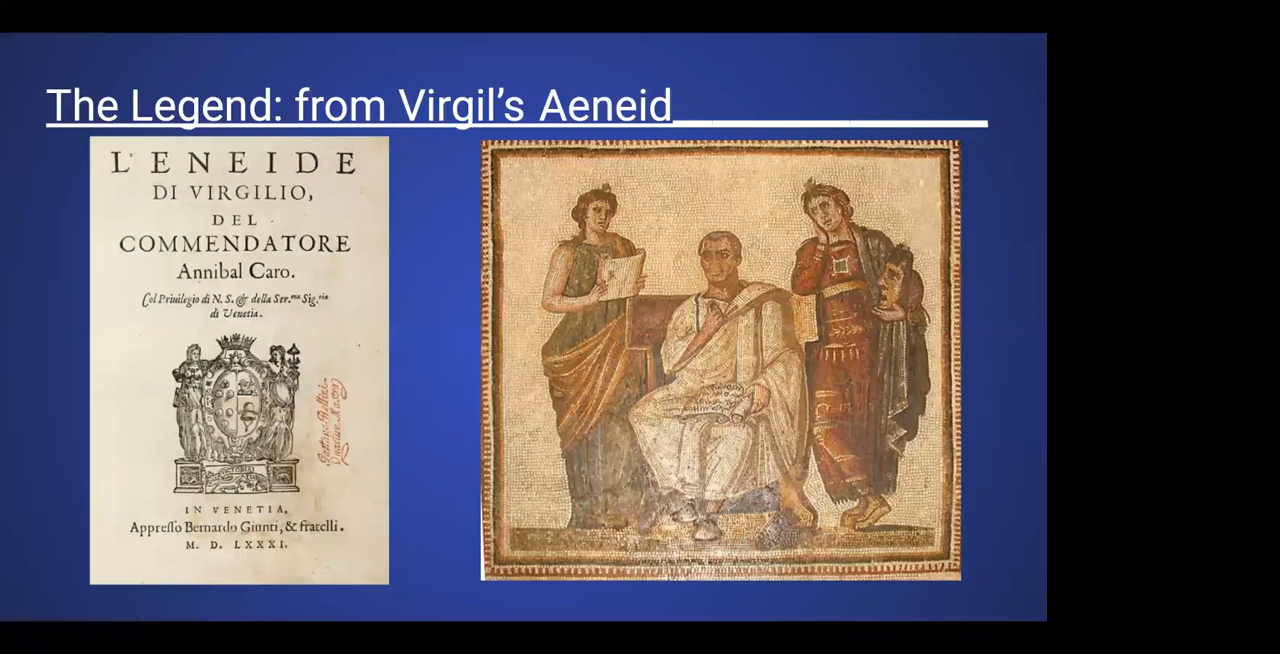 The Legend: from Virgil’s Aeneid
L'ENEIDE
DI VIRGILIO,
DEL
COMMENDATORE
Annibal Caro.
Col Priuilegio di N. S. & della Ser.ma Sig.ria
di Venetia.
IN VENETIA,
Appresso Bernardo Giunti, & fratelli.
M. D. LXXXI.